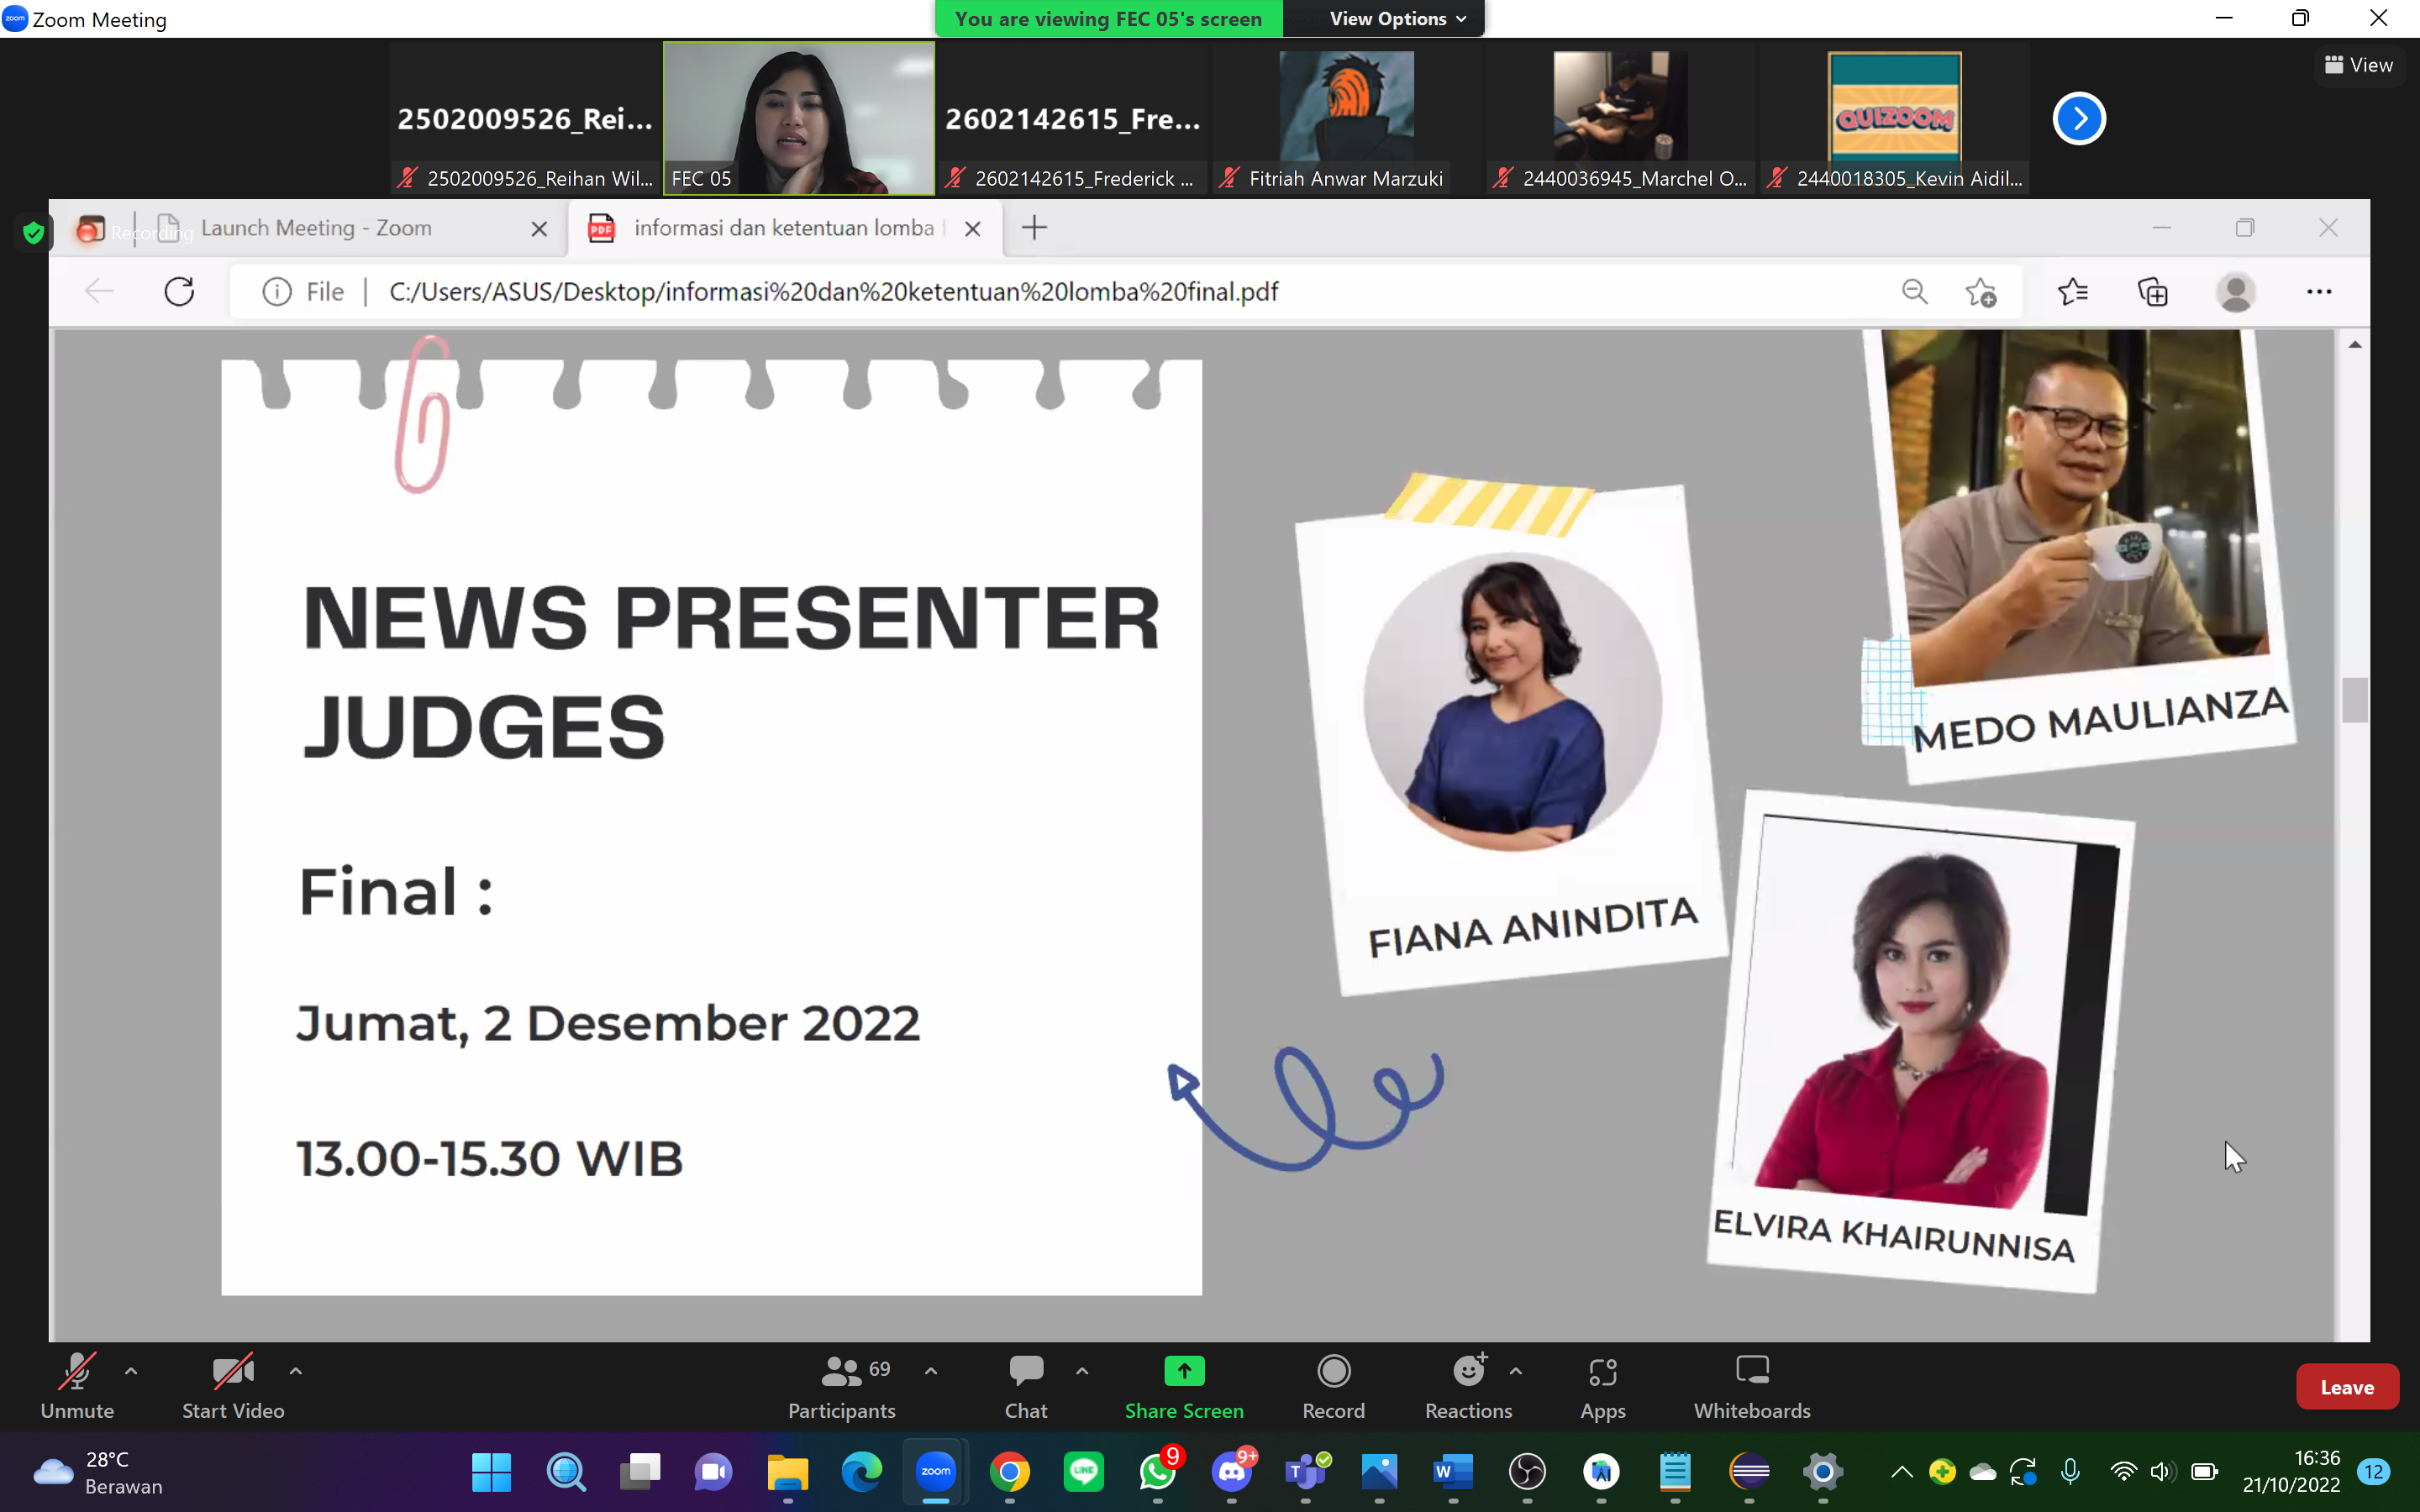 Zoom Meeting
You are viewing FEC 05's screen
View Options
View
2502009526_Rei...
2602142615_Fre...
QUIZOOM
2502009526_Reihan Wil...
FEC 05
2602142615_Frederick ...
Fitriah Anwar Marzuki
2440036945_Marchel O...
2440018305_Kevin Aidil...
Recording
Launch Meeting - Zoom
PDF
informasi dan ketentuan lomba
File
C:/Users/ASUS/Desktop/informasi%20dan%20ketentuan%20lomba%20final.pdf
NEWS PRESENTER
JUDGES
Final :
Jumat, 2 Desember 2022
13.00-15.30 WIB
MEDO MAULIANZA
FIANA ANINDITA
ELVIRA KHAIRUNNISA
Unmute
Start Video
69
Participants
Chat
Share Screen
Record
Reactions
Apps
Whiteboards
Leave
28°C
Berawan
zoom
LINE
9
9+
T
W
AI
16:36
21/10/2022
12